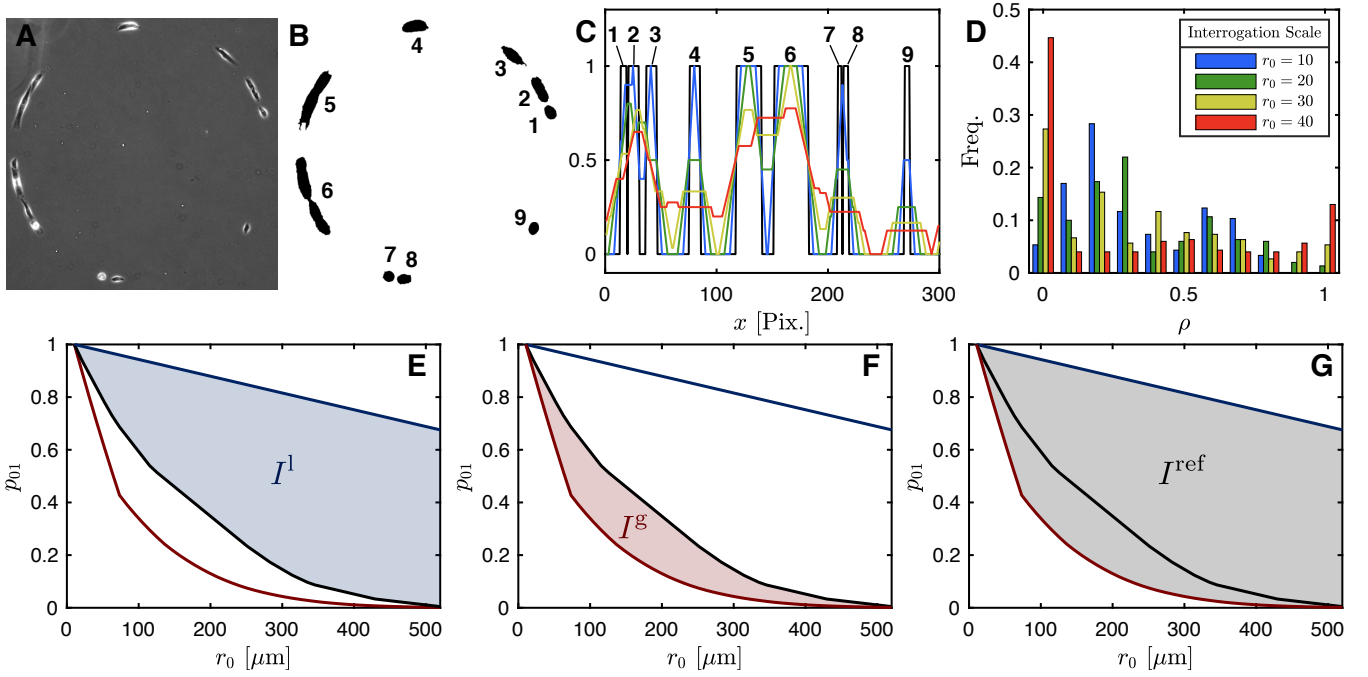 A
B
4
3
5
2
1
6
9
7
8
C
1
2
3
4
5
6
7
8
9
1
0.5
0
0
100
200
300
x [Pix.]
D
Interrogation Scale
r₀ = 10
r₀ = 20
r₀ = 30
r₀ = 40
Freq.
0.5
0.4
0.3
0.2
0.1
0
0
0.5
1
ρ
E
Iˡ
p₀₁
1
0.8
0.6
0.4
0.2
0
0
100
200
300
400
500
r₀ [μm]
F
Iᵍ
p₀₁
1
0.8
0.6
0.4
0.2
0
0
100
200
300
400
500
r₀ [μm]
G
Iʳᵉᶠ
p₀₁
1
0.8
0.6
0.4
0.2
0
0
100
200
300
400
500
r₀ [μm]